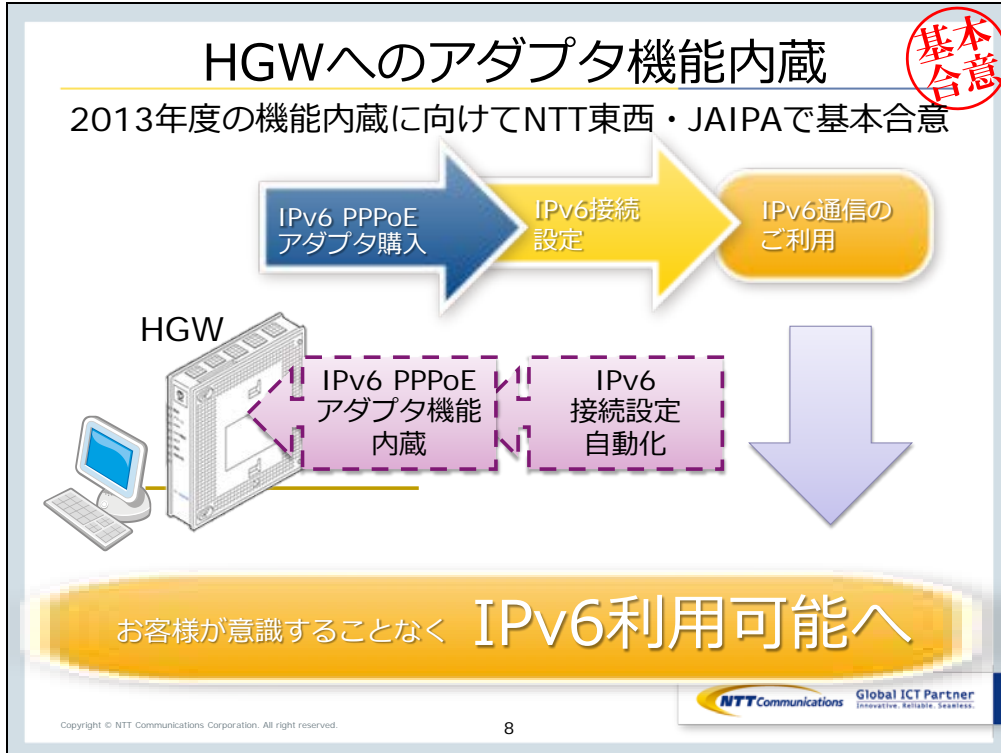 HGWへのアダプタ機能内蔵
基本
合意
2013年度の機能内蔵に向けてNTT東西・JAIPAで基本合意
IPv6 PPPoE
アダプタ購入
IPv6接続
設定
IPv6通信の
ご利用
HGW
IPv6 PPPoE
アダプタ機能
内蔵
IPv6
接続設定
自動化
お客様が意識することなく IPv6利用可能へ
NTT Communications
Global ICT Partner
Innovative. Reliable. Seamless.
Copyright © NTT Communications Corporation. All right reserved.
8